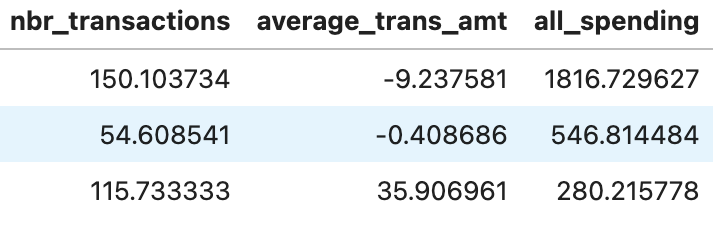 nbr_transactions average_trans_amt all_spending
150.103734 -9.237581 1816.729627
54.608541 -0.408686 546.814484
115.733333 35.906961 280.215778